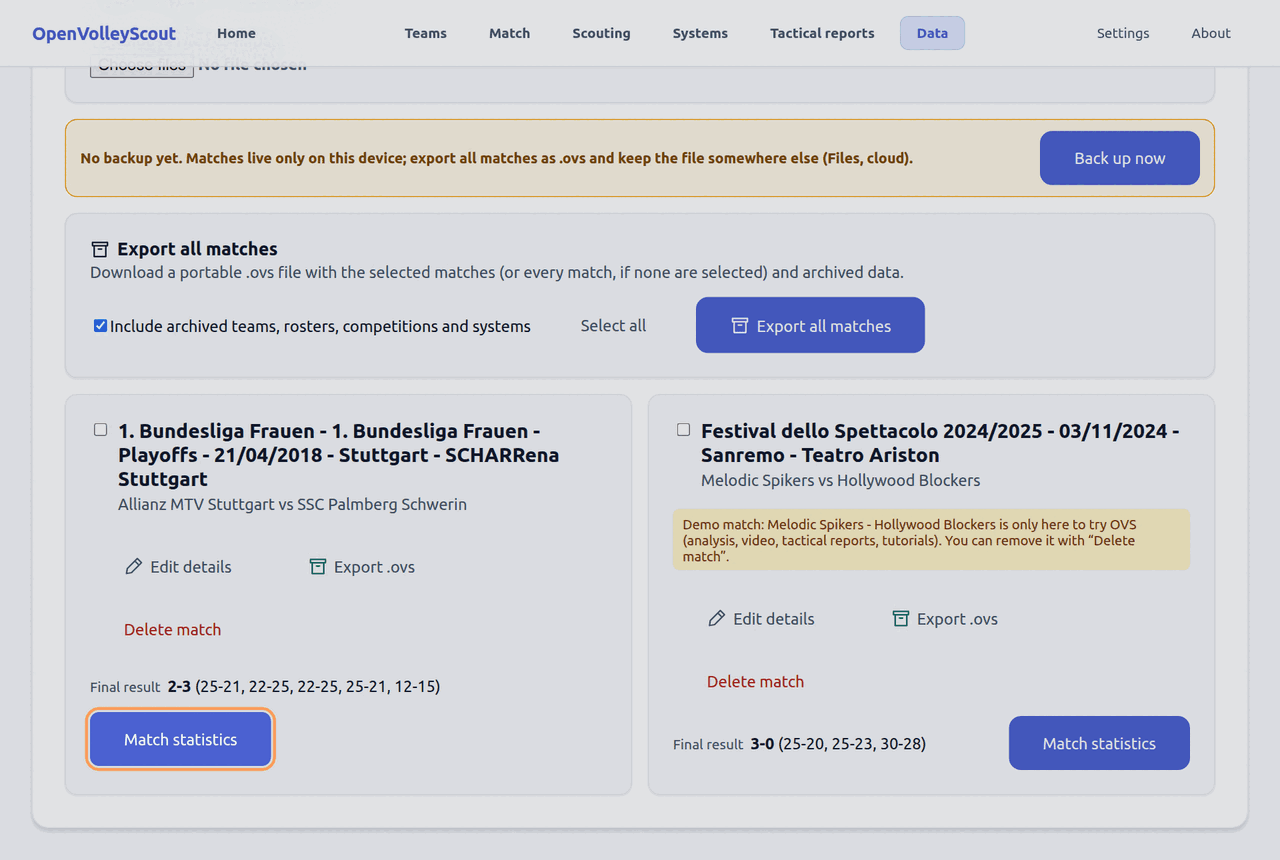 OpenVolleyScout Home Teams Match Scouting Systems Tactical reports Data Settings About
Choose files No file chosen
No backup yet. Matches live only on this device; export all matches as .ovs and keep the file somewhere else (Files, cloud). Back up now
Export all matches
Download a portable .ovs file with the selected matches (or every match, if none are selected) and archived data.
Include archived teams, rosters, competitions and systems Select all Export all matches
1. Bundesliga Frauen - 1. Bundesliga Frauen -
Playoffs - 21/04/2018 - Stuttgart - SCHARRena
Stuttgart
Allianz MTV Stuttgart vs SSC Palmberg Schwerin
Edit details Export .ovs
Delete match
Final result 2-3 (25-21, 22-25, 22-25, 25-21, 12-15)
Match statistics
Festival dello Spettacolo 2024/2025 - 03/11/2024 -
Sanremo - Teatro Ariston
Melodic Spikers vs Hollywood Blockers
Demo match: Melodic Spikers - Hollywood Blockers is only here to try OVS
(analysis, video, tactical reports, tutorials). You can remove it with “Delete
match”.
Edit details Export .ovs
Delete match
Final result 3-0 (25-20, 25-23, 30-28) Match statistics